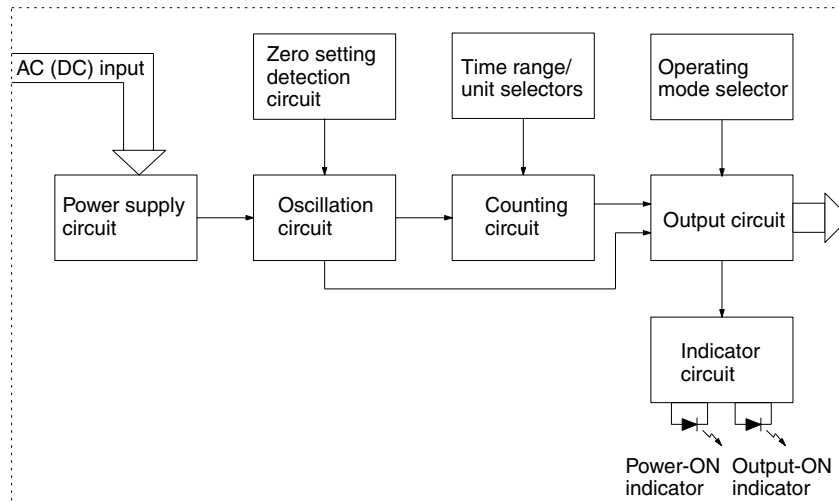 AC (DC) input
Zero setting
detection
circuit
Time range/
unit selectors
Operating
mode selector
Power supply
circuit
Oscillation
circuit
Counting
circuit
Output circuit
Indicator
circuit
Power-ON
indicator
Output-ON
indicator